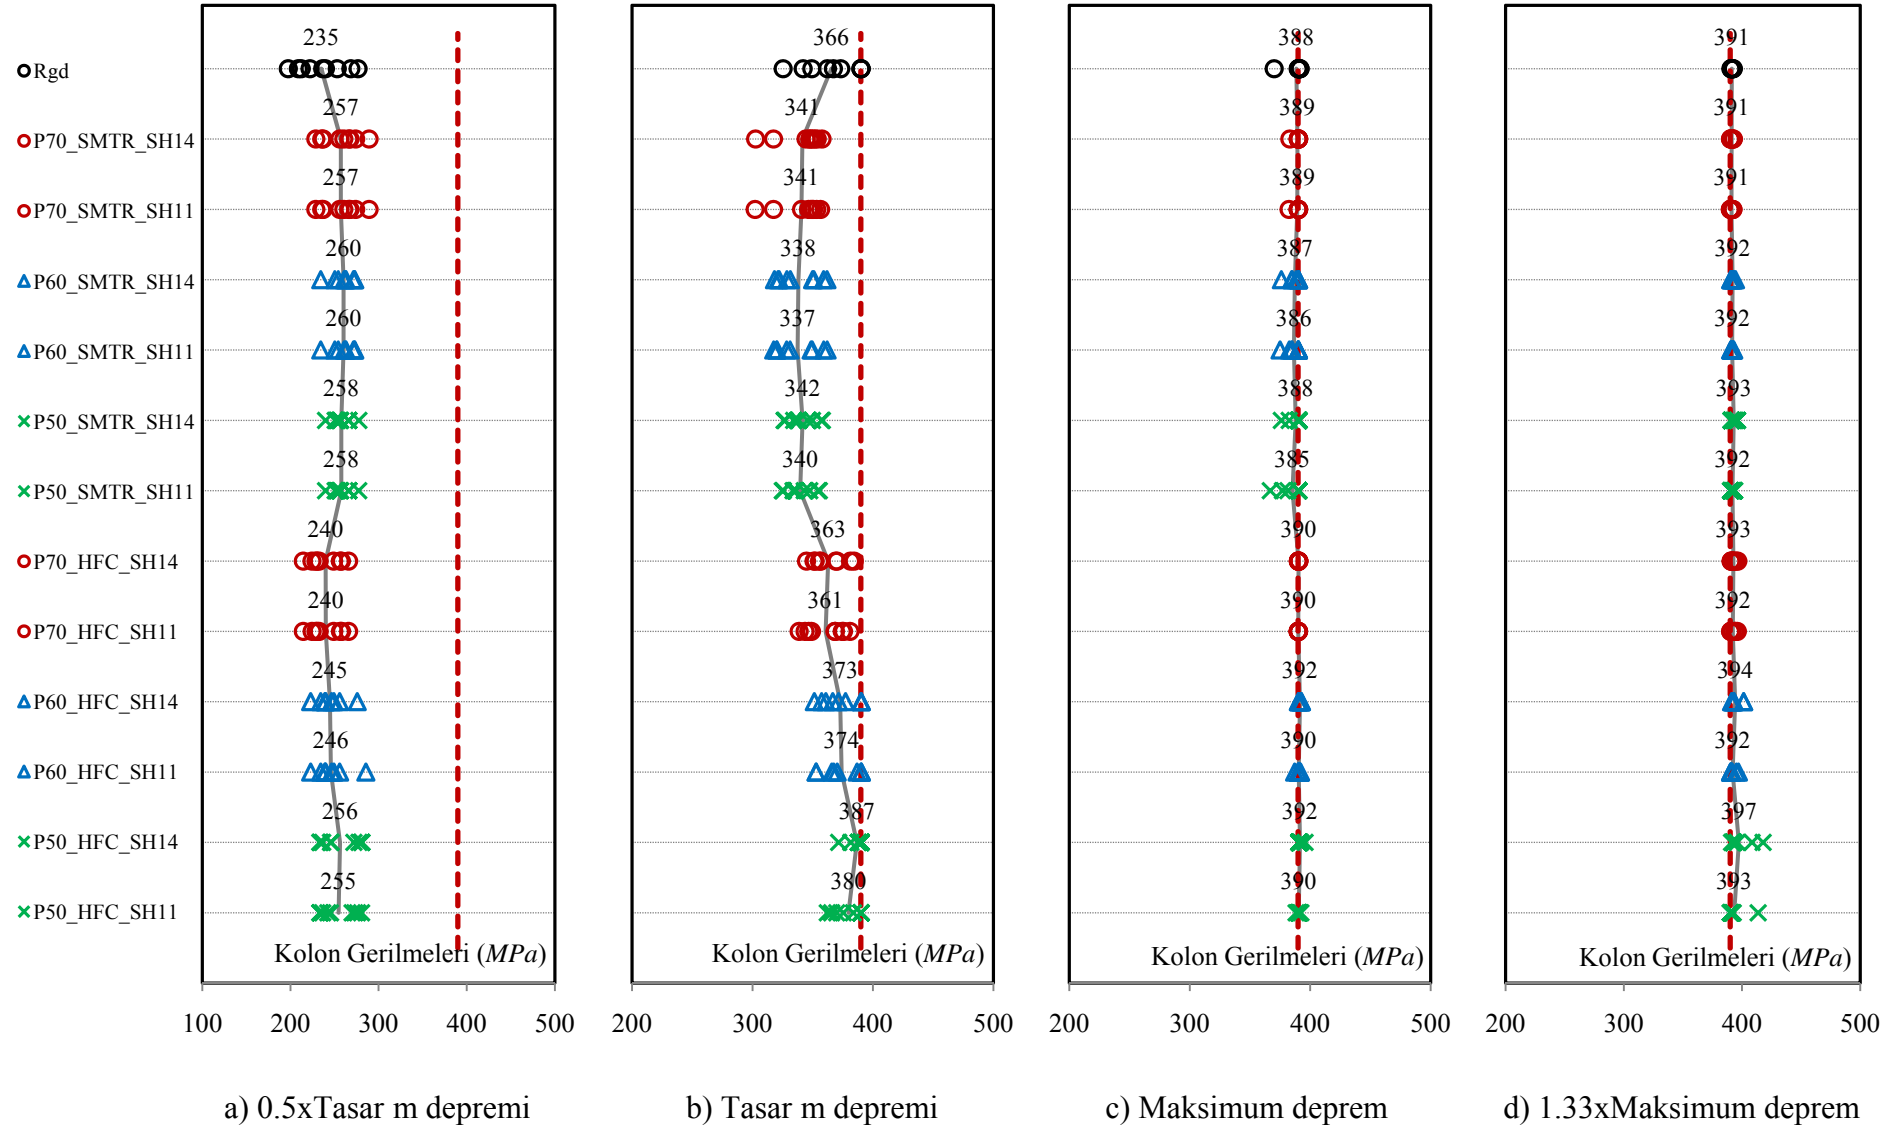 235 366 388 391
Rgd
257 341 389 391
P70_SMTR_SH14
257 341 389 391
P70_SMTR_SH11
260 338 387 392
P60_SMTR_SH14
260 337 386 392
P60_SMTR_SH11
258 342 388 393
P50_SMTR_SH14
258 340 385 392
P50_SMTR_SH11
240 363 390 393
P70_HFC_SH14
240 361 390 392
P70_HFC_SH11
245 373 392 394
P60_HFC_SH14
246 374 390 392
P60_HFC_SH11
256 387 392 397
P50_HFC_SH14
255 380 390 393
P50_HFC_SH11
Kolon Gerilmeleri (MPa) Kolon Gerilmeleri (MPa) Kolon Gerilmeleri (MPa) Kolon Gerilmeleri (MPa)
100 200 300 400 500 200 300 400 500 200 300 400 500 200 300 400 500
a) 0.5xTasar m depremi b) Tasar m depremi c) Maksimum deprem d) 1.33xMaksimum deprem